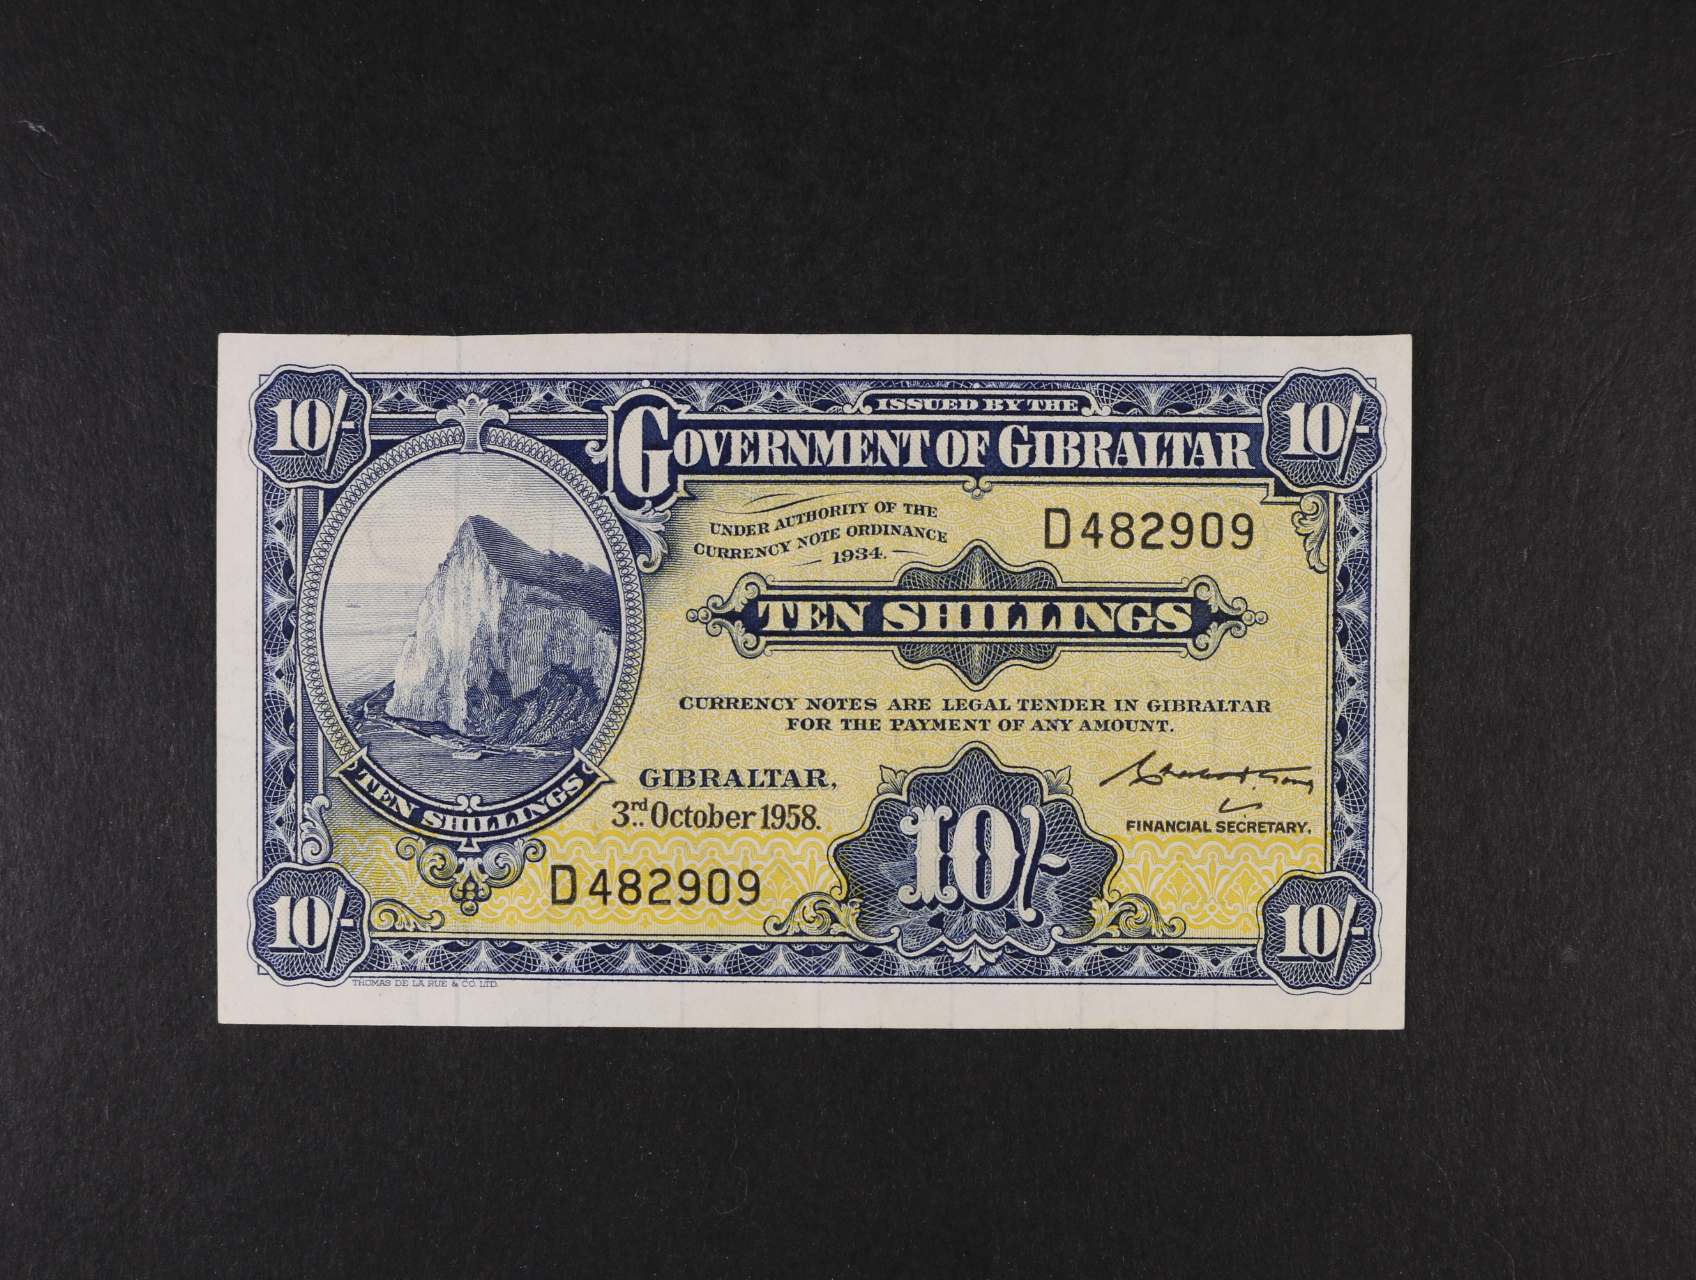 10/-
ISSUED BY THE
10/-
GOVERNMENT OF GIBRALTAR
UNDER AUTHORITY OF THE
CURRENCY NOTE ORDINANCE
1934.
D482909
TEN SHILLINGS
CURRENCY NOTES ARE LEGAL TENDER IN GIBRALTAR
FOR THE PAYMENT OF ANY AMOUNT.
TEN SHILLINGS
GIBRALTAR,
3rd October 1958.
FINANCIAL SECRETARY.
10/-
D482909
10/-
10/-
THOMAS DE LA RUE & CO. LTD.